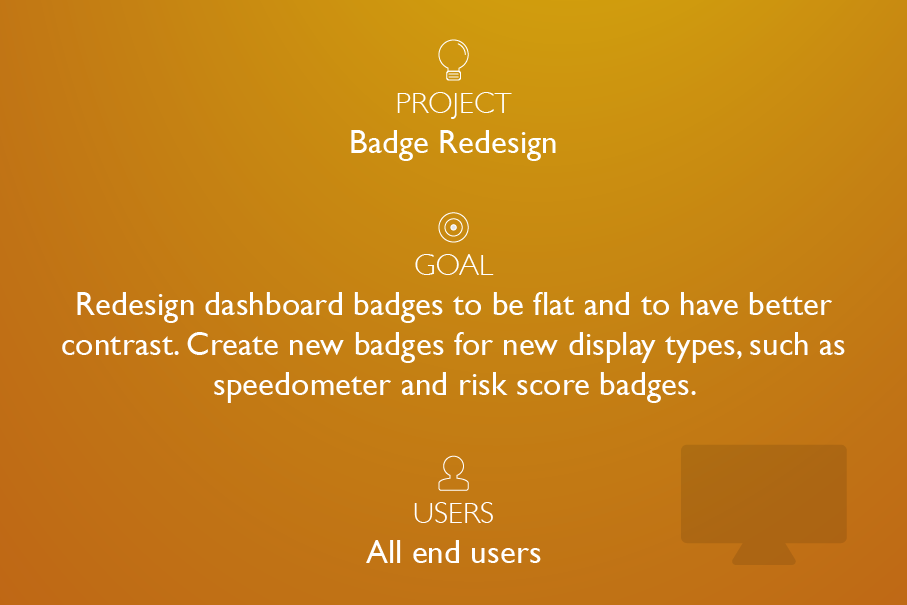 PROJECT
Badge Redesign
GOAL
Redesign dashboard badges to be flat and to have better
contrast. Create new badges for new display types, such as
speedometer and risk score badges.
USERS
All end users